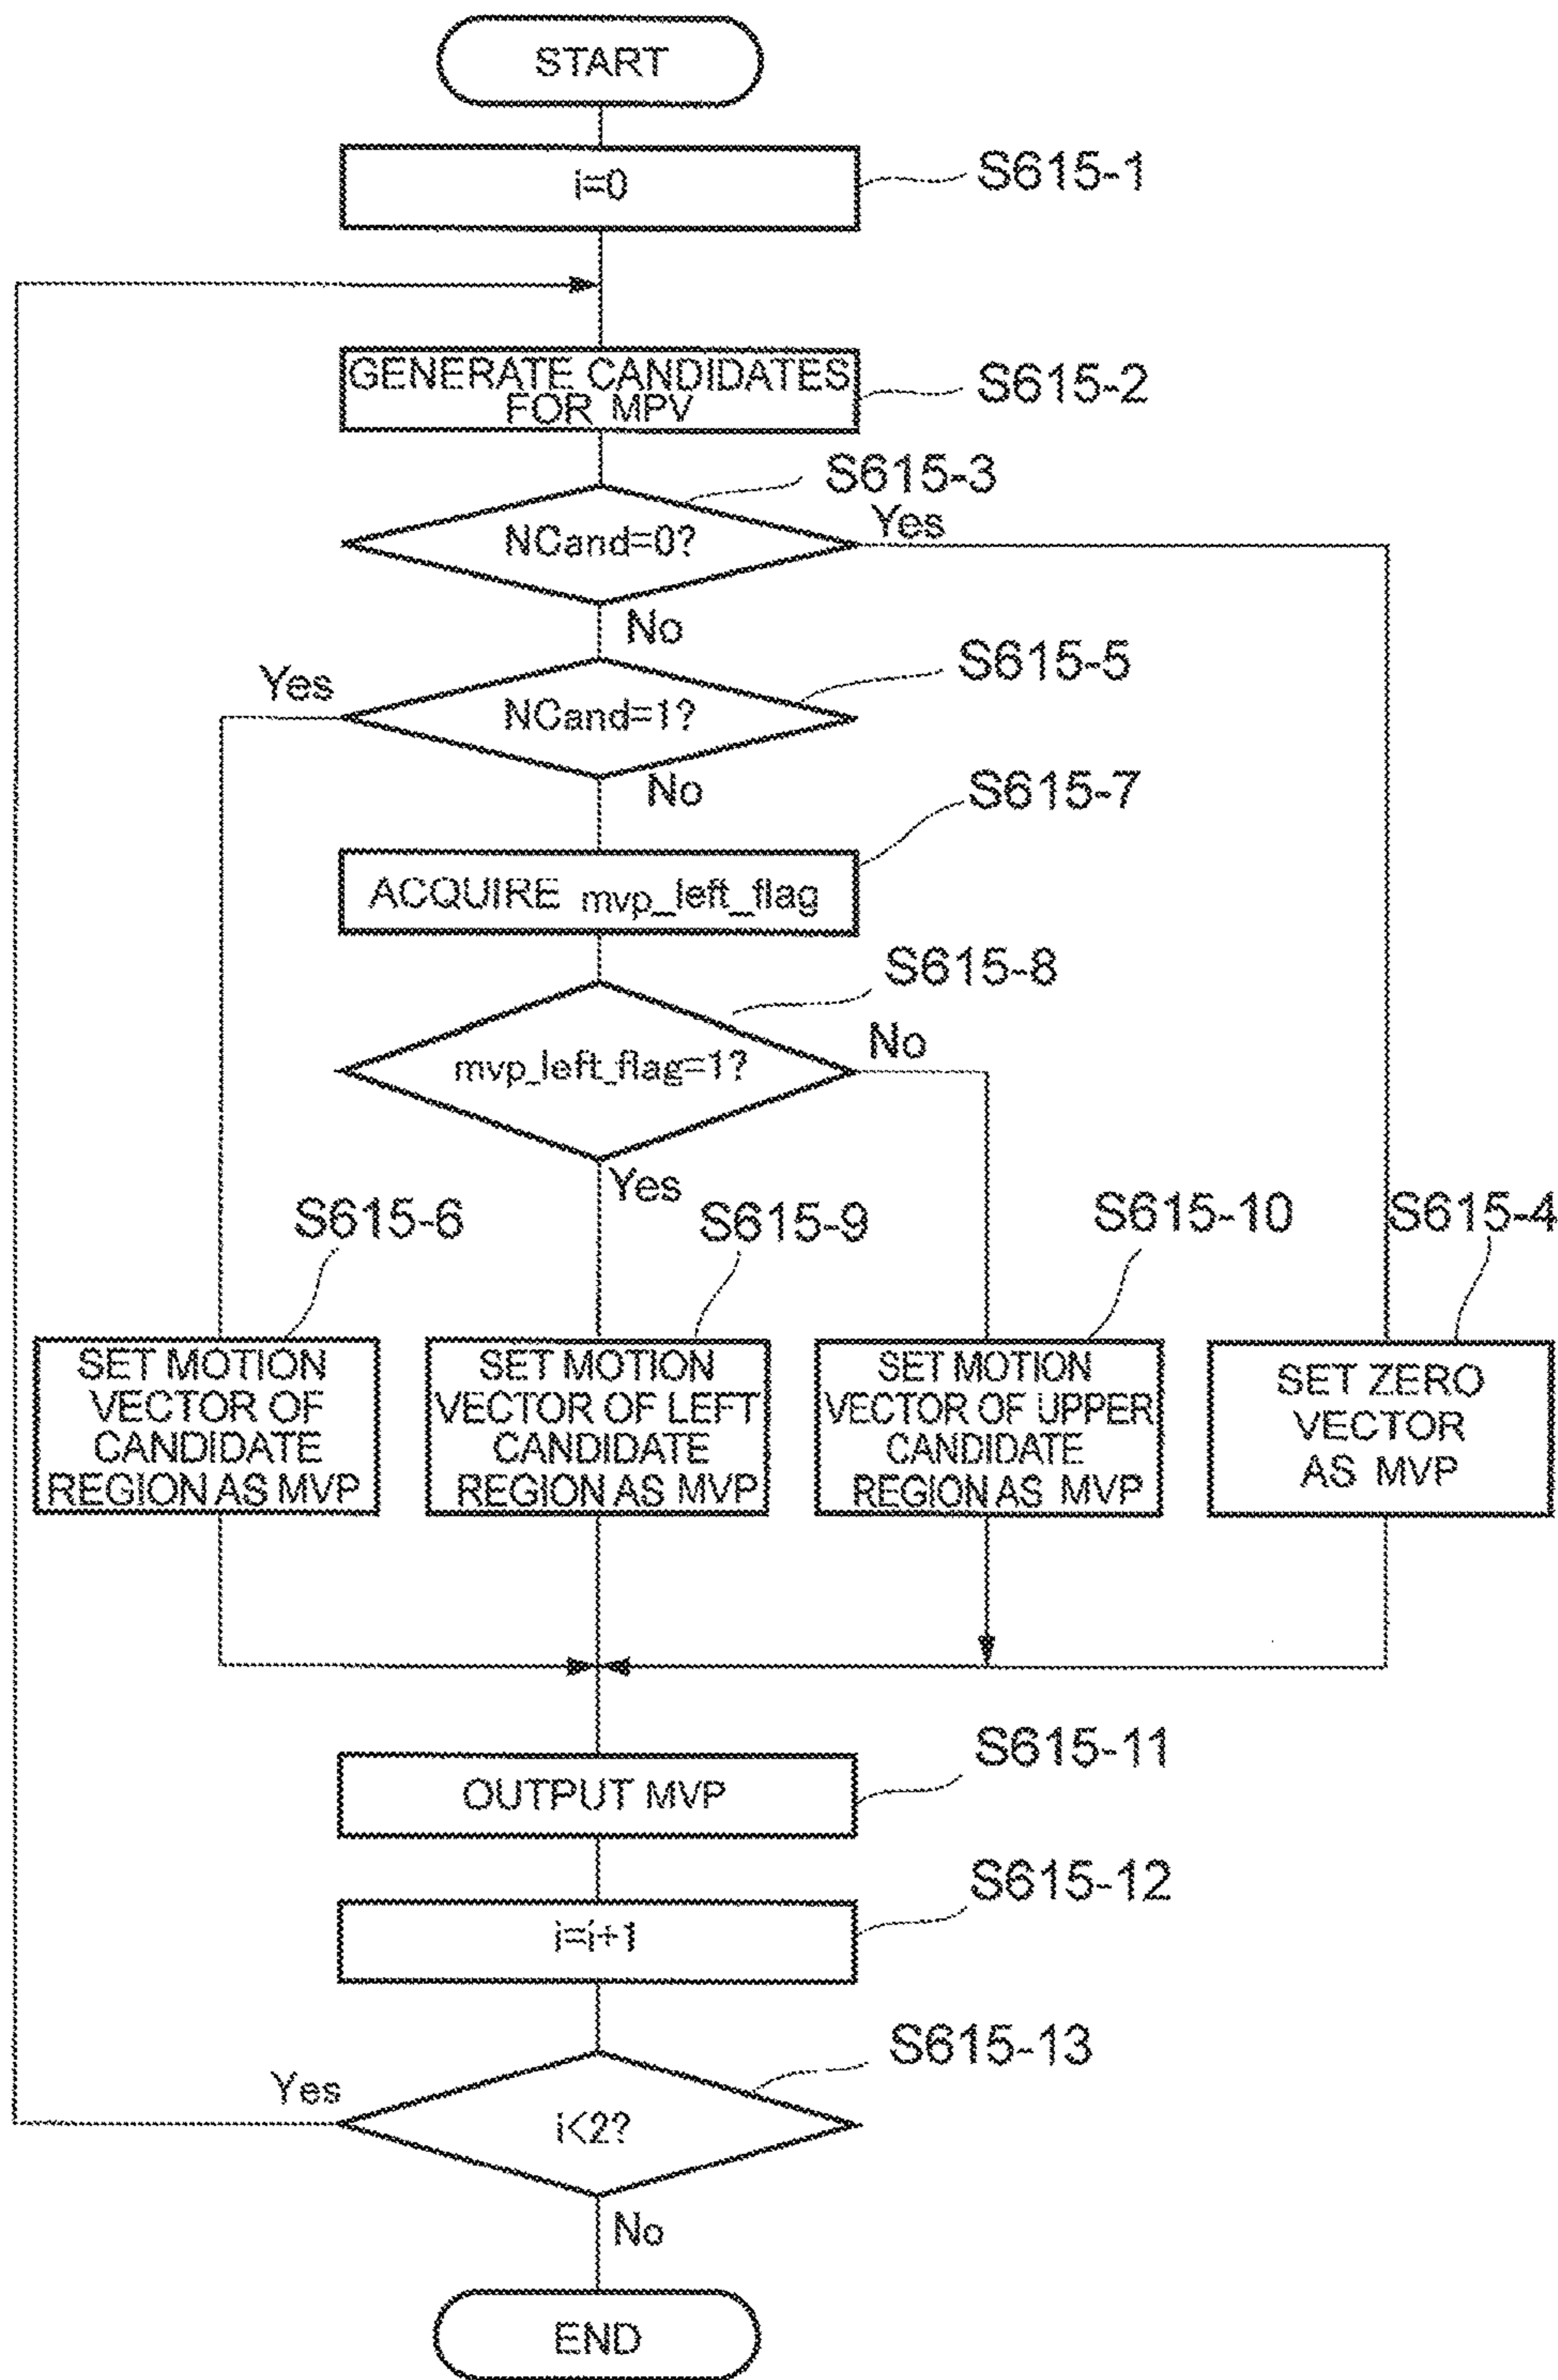 START
i=0
S615-1
GENERATE CANDIDATES
FOR MPV
S615-2
S615-3
NCand=0?
Yes
No
S615-5
Yes
NCand=1?
No
S615-7
ACQUIRE mvp_left_flag
S615-8
No
mvp_left_flag=1?
Yes
S615-6
S615-9
S615-10
S615-4
SET MOTION
VECTOR OF
CANDIDATE
REGION AS MVP
SET MOTION
VECTOR OF LEFT
CANDIDATE
REGION AS MVP
SET MOTION
VECTOR OF UPPER
CANDIDATE
REGION AS MVP
SET ZERO
VECTOR
AS MVP
S615-11
OUTPUT MVP
S615-12
i=i+1
S615-13
Yes
i<2?
No
END